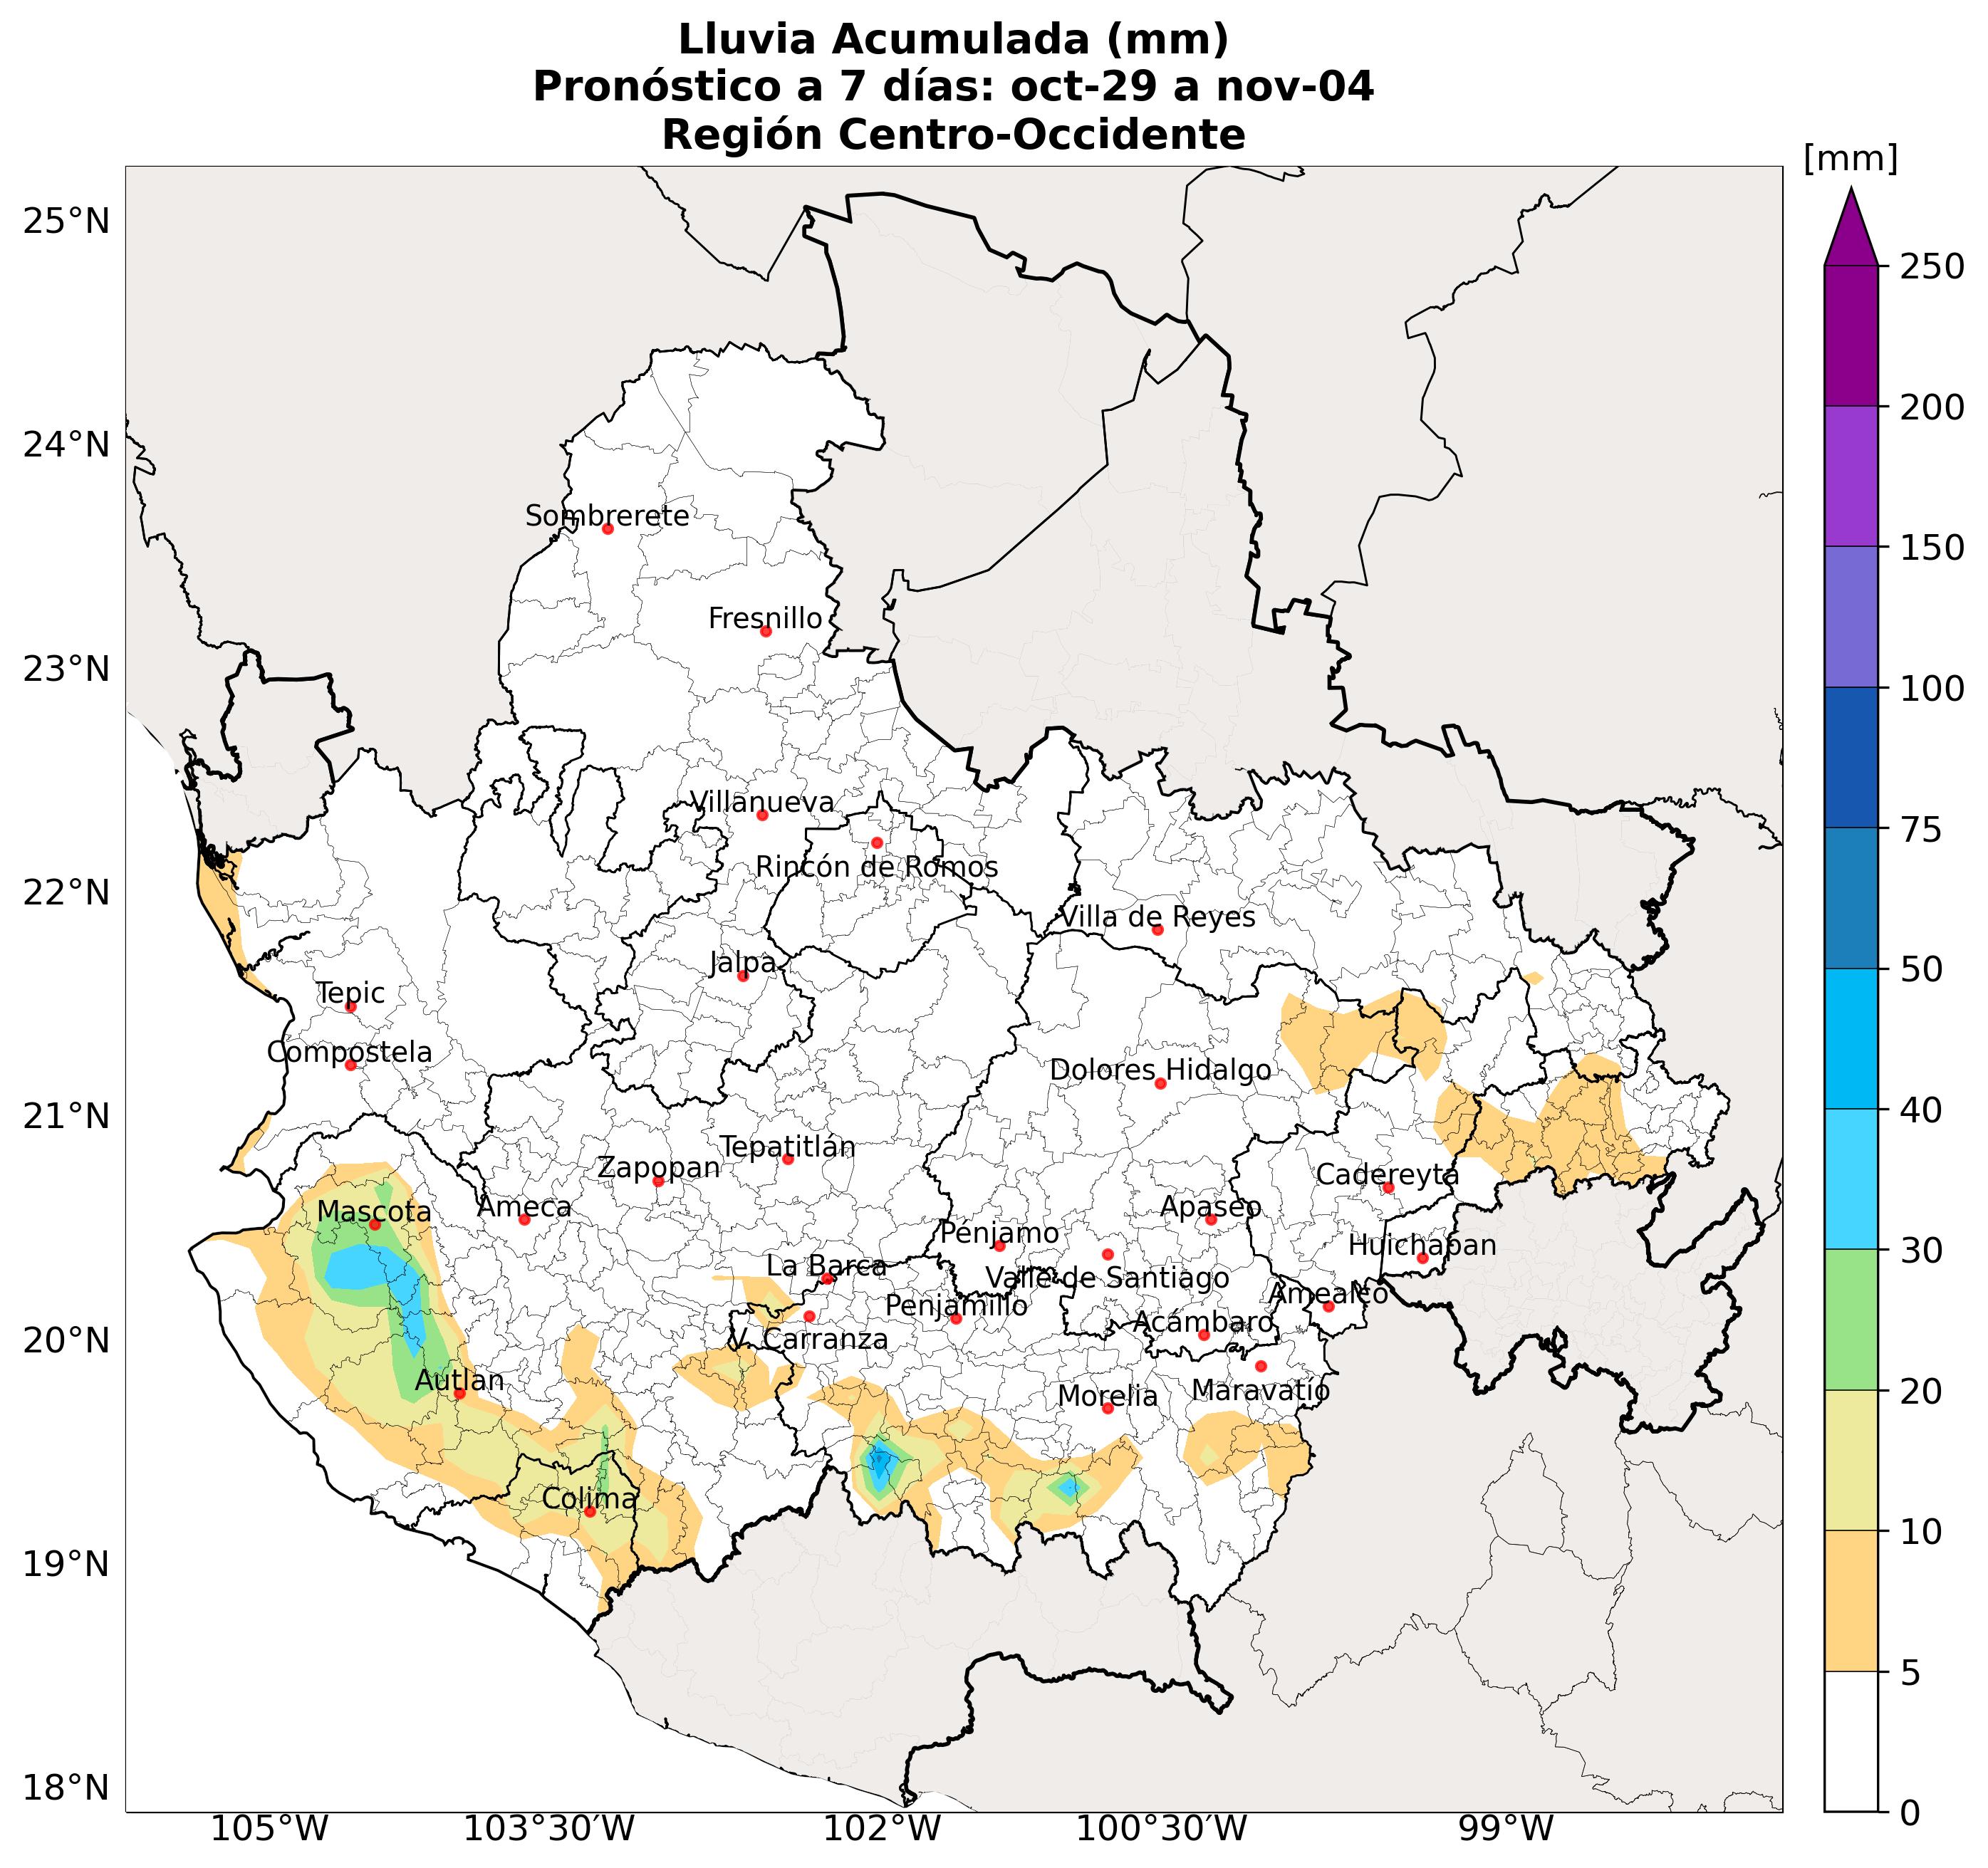 Lluvia Acumulada (mm)
Pronóstico a 7 días: oct-29 a nov-04
Región Centro-Occidente
[mm]
250
200
150
100
75
50
40
30
20
10
5
0
25°N
24°N
23°N
22°N
21°N
20°N
19°N
18°N
Sombrerete
Fresnillo
Villanueva
Rincón de Romos
Villa de Reyes
Jalpa
Tepic
Compostela
Dolores Hidalgo
Tepatitlán
Zapopan
Cadereyta
Mascota
Ameca
Apaseo
Pénjamo
Huichapan
La Barca
Valle de Santiago
Amealco
Penjamillo
Acámbaro
V. Carranza
Autlán
Morelia
Maravatío
Colima
105°W
103°30'W
102°W
100°30'W
99°W